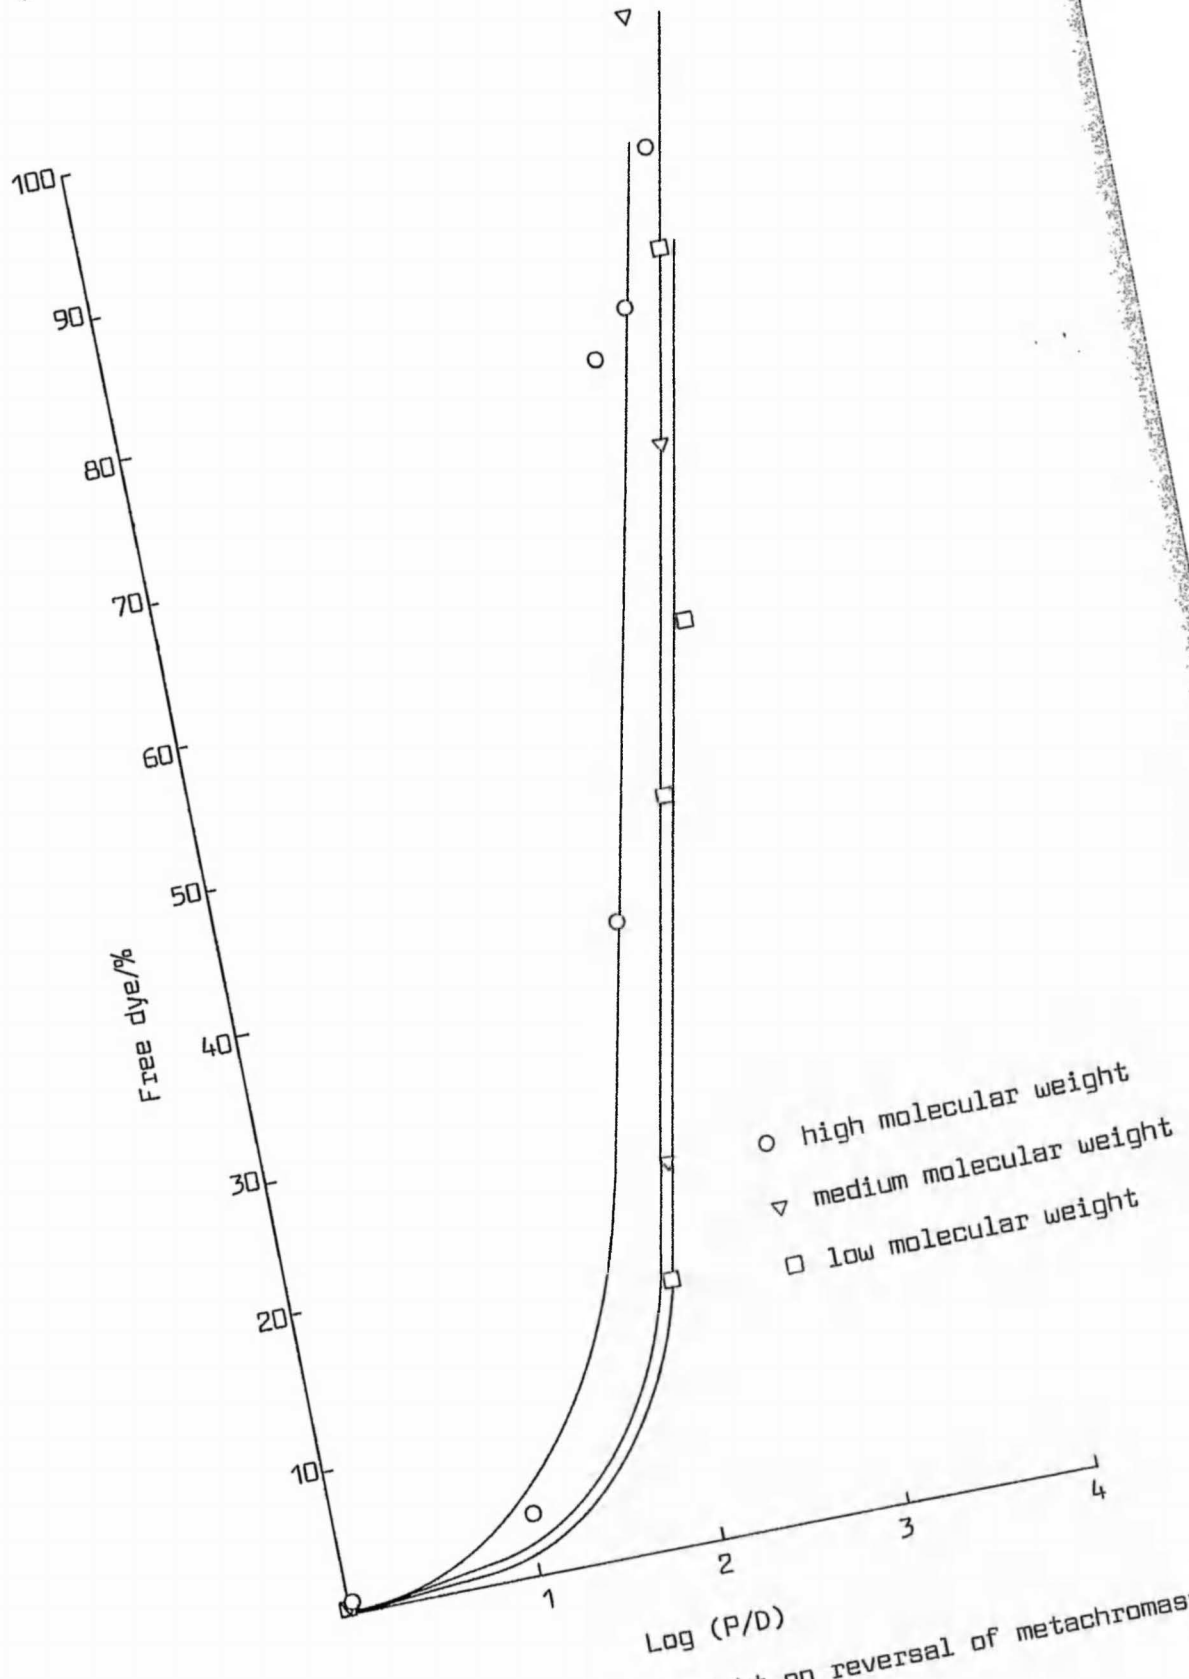 100
90
80
70
60
50
40
30
20
10
Free dye/%
○ high molecular weight
▽ medium molecular weight
□ low molecular weight
1 2 3 4
Log (P/D)
on reversal of